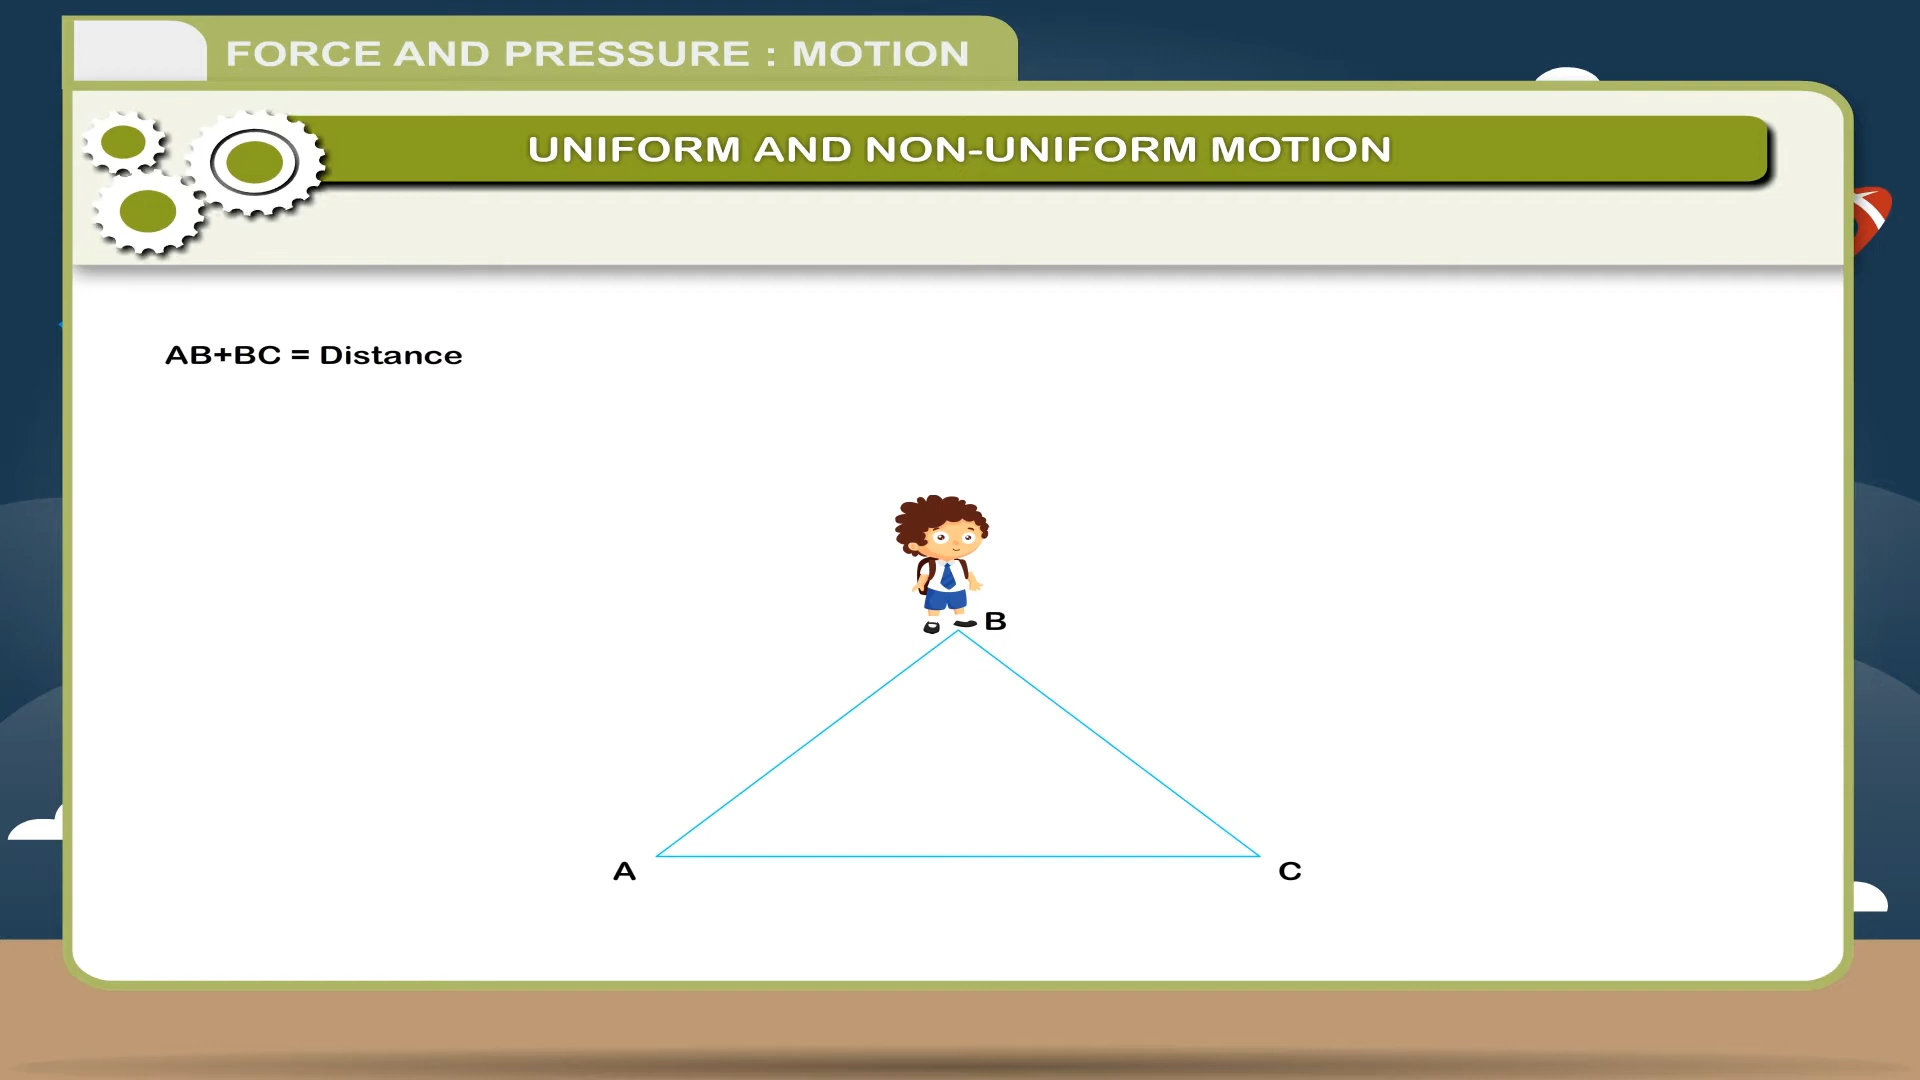 FORCE AND PRESSURE : MOTION
UNIFORM AND NON-UNIFORM MOTION
AB+BC = Distance
B
A
C